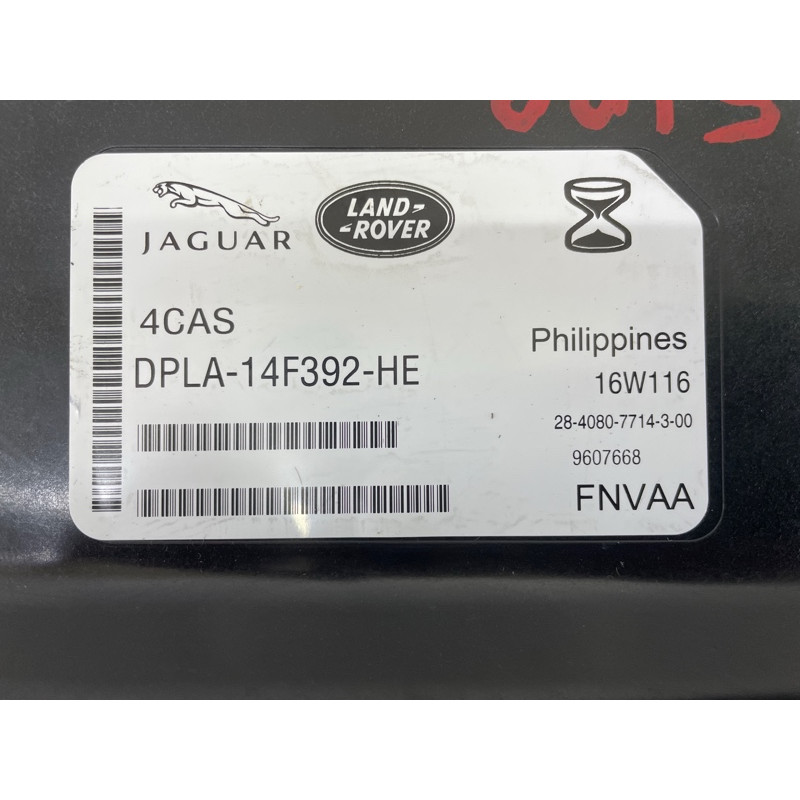 JAGUAR
LAND-
-ROVER
4CAS
DPLA-14F392-HE
Philippines
16W116
28-4080-7714-3-00
9607668
FNVAA